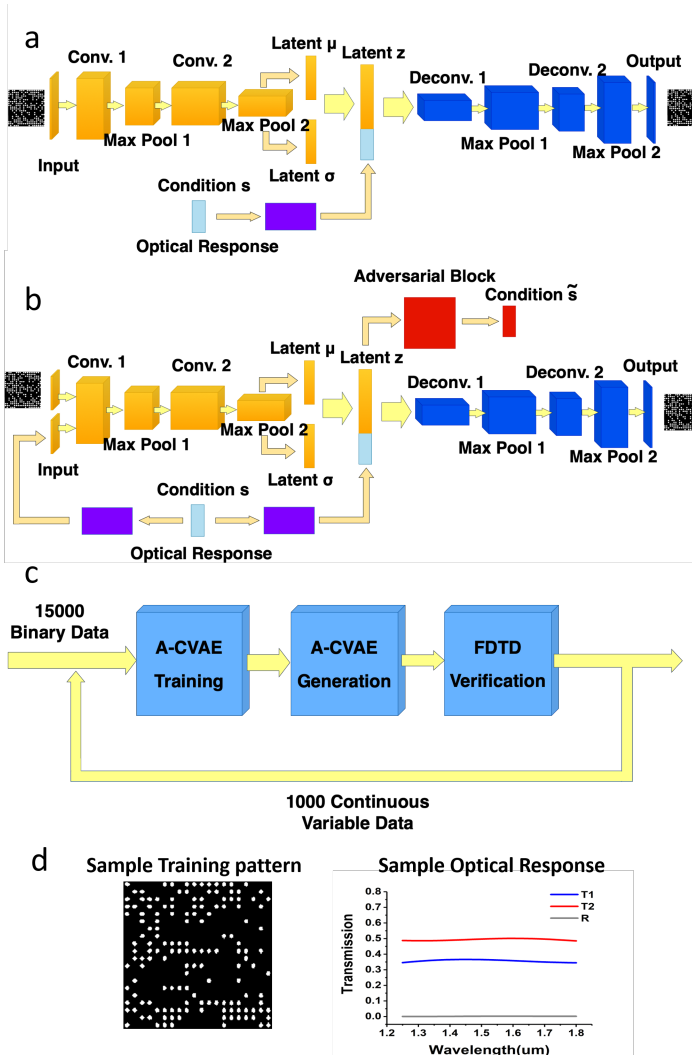 a
Conv. 1
Conv. 2
Latent μ
Latent z
Deconv. 1
Deconv. 2
Output
Max Pool 1
Max Pool 2
Max Pool 1
Max Pool 2
Input
Latent σ
Condition s
Optical Response
b
Adversarial Block
Condition s̃
Conv. 1
Conv. 2
Latent μ
Latent z
Deconv. 1
Deconv. 2
Output
Max Pool 1
Max Pool 2
Max Pool 1
Max Pool 2
Input
Latent σ
Condition s
Optical Response
c
15000
Binary Data
A-CVAE
Training
A-CVAE
Generation
FDTD
Verification
1000 Continuous
Variable Data
d
Sample Training pattern
Sample Optical Response
Transmission
0.8
0.7
0.6
0.5
0.4
0.3
0.2
0.1
0.0
T1
T2
R
1.2 1.3 1.4 1.5 1.6 1.7 1.8
Wavelength(um)